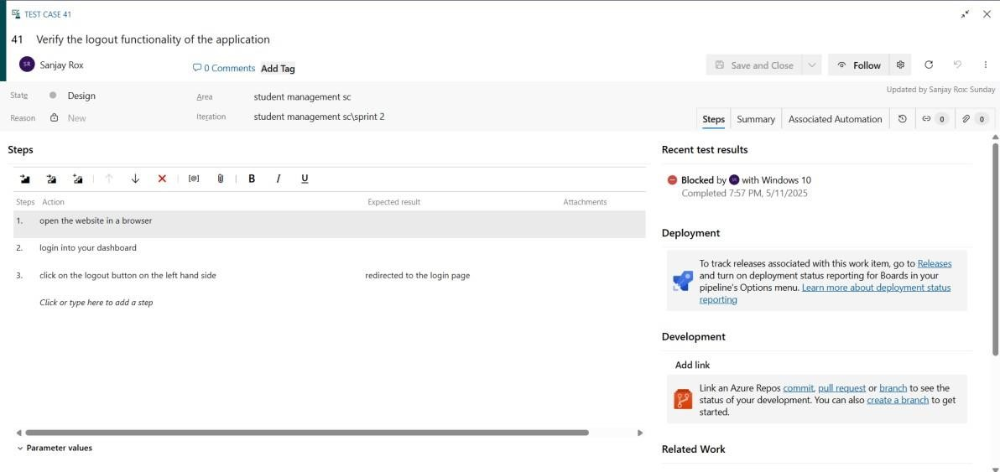 TEST CASE 41
41 Verify the logout functionality of the application
SR Sanjay Rox
0 Comments Add Tag
Save and Close
Follow
Updated by Sanjay Rox: Sunday
State Design
Area student management sc
Reason New
Iteration student management sc\sprint 2
Steps Summary Associated Automation 0 0
Steps
[@] B I U
Steps Action Expected result Attachments
1. open the website in a browser
2. login into your dashboard
3. click on the logout button on the left hand side redirected to the login page
Click or type here to add a step
Parameter values
Recent test results
Blocked by SR with Windows 10
Completed 7:57 PM, 5/11/2025
Deployment
To track releases associated with this work item, go to Releases
and turn on deployment status reporting for Boards in your
pipeline's Options menu. Learn more about deployment status
reporting
Development
Add link
Link an Azure Repos commit, pull request or branch to see the
status of your development. You can also create a branch to get
started.
Related Work